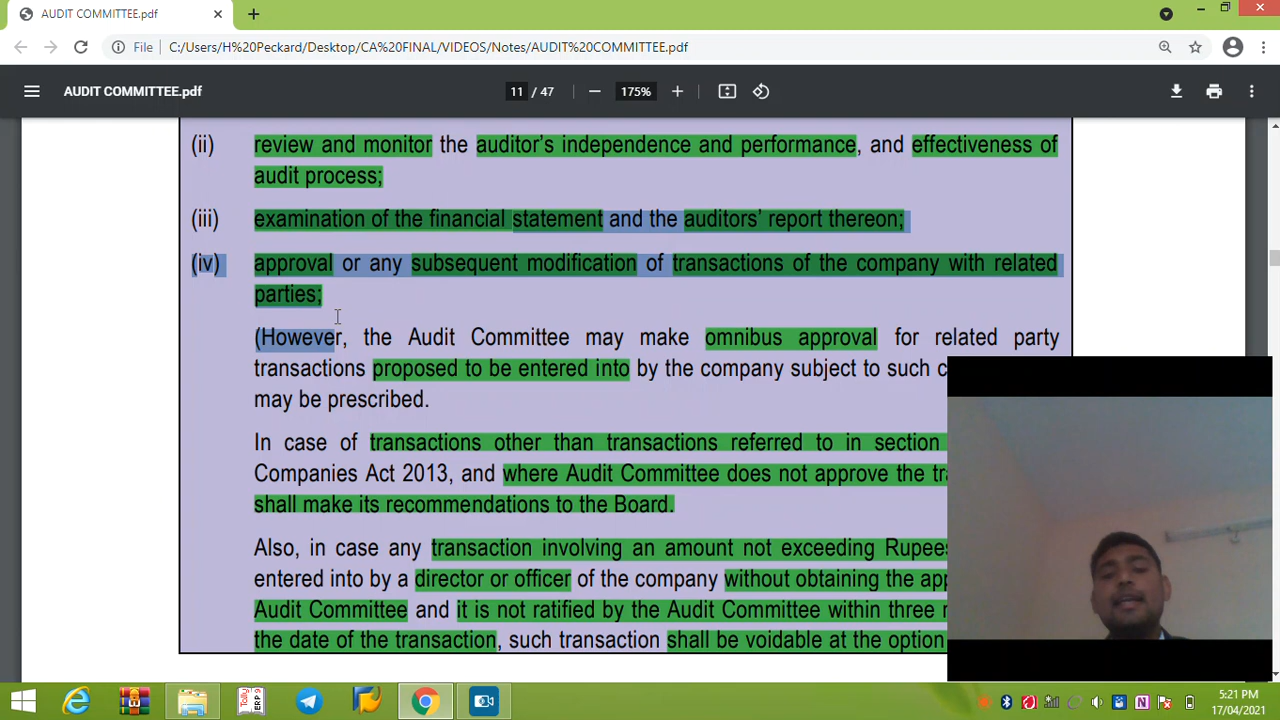 AUDIT COMMITTEE.pdf
File C:/Users/H%20Peckard/Desktop/CA%20FINAL/VIDEOS/Notes/AUDIT%20COMMITTEE.pdf
AUDIT COMMITTEE.pdf 11 / 47 175%
(ii) review and monitor the auditor's independence and performance, and effectiveness of
audit process;
(iii) examination of the financial statement and the auditors' report thereon;
(iv) approval or any subsequent modification of transactions of the company with related
parties;
(However, the Audit Committee may make omnibus approval for related party
transactions proposed to be entered into by the company subject to such
may be prescribed.
In case of transactions other than transactions referred to in section
Companies Act 2013, and where Audit Committee does not approve the
shall make its recommendations to the Board.
Also, in case any transaction involving an amount not exceeding
entered into by a director or officer of the company without obtaining the
Audit Committee and it is not ratified by the Audit Committee within three
the date of the transaction, such transaction shall be voidable at the option
Tally
ERP 9
5:21 PM
17/04/2021